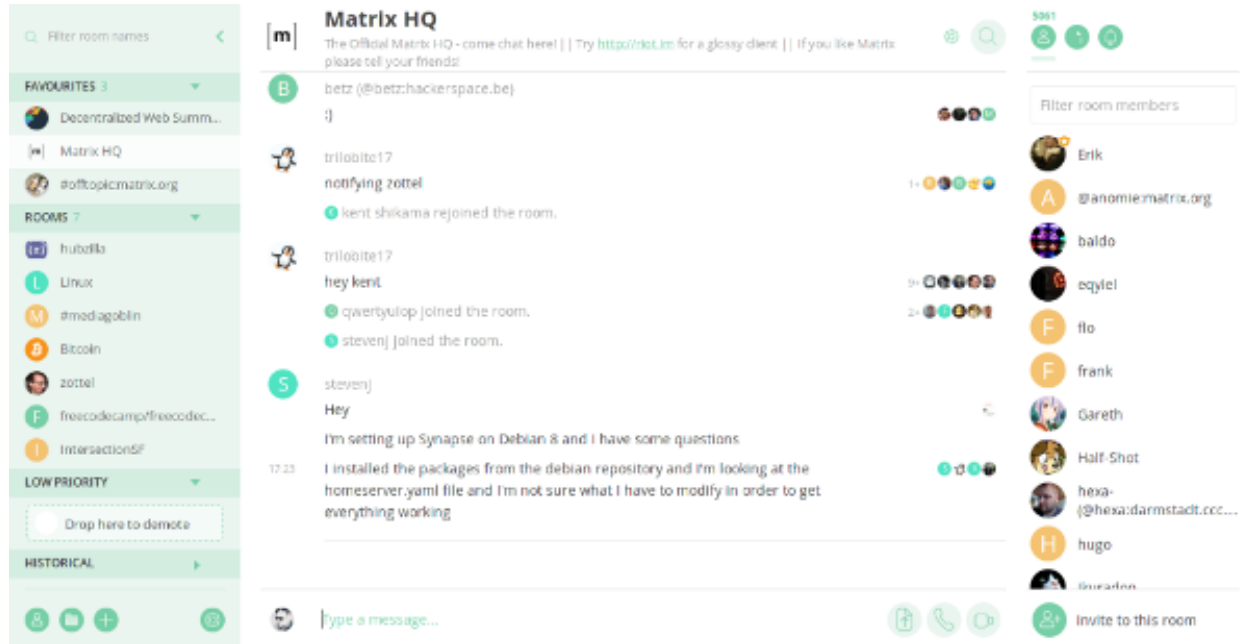 Filter room names
FAVOURITES 3
Decentralized Web Summ...
[m] Matrix HQ
#offtopic:matrix.org
ROOMS 7
hubzilla
L Linux
M #mediagoblin
Bitcoin
zottel
F freecodecamp/freecodec...
I IntersectionSF
LOW PRIORITY
Drop here to demote
HISTORICAL
[m]
Matrix HQ
The Official Matrix HQ - come chat here! || Try http://riot.im for a glossy client || If you like Matrix
please tell your friends!
B betz (@betz:hackerspace.be)
:)
trilobite17
notifying zottel
1+
kent shikama rejoined the room.
trilobite17
hey kent
9+
qwertyuiop joined the room.
2+
stevenj joined the room.
S stevenj
Hey
I'm setting up Synapse on Debian 8 and I have some questions
17:23 I installed the packages from the debian repository and I'm looking at the
homeserver.yaml file and I'm not sure what I have to modify in order to get
everything working
Type a message...
5061
Filter room members
Erik
A @anomie:matrix.org
baldo
eqyiel
F flo
F frank
Gareth
Half-Shot
hexa-
(@hexa:darmstadt.ccc....
H hugo
Invite to this room